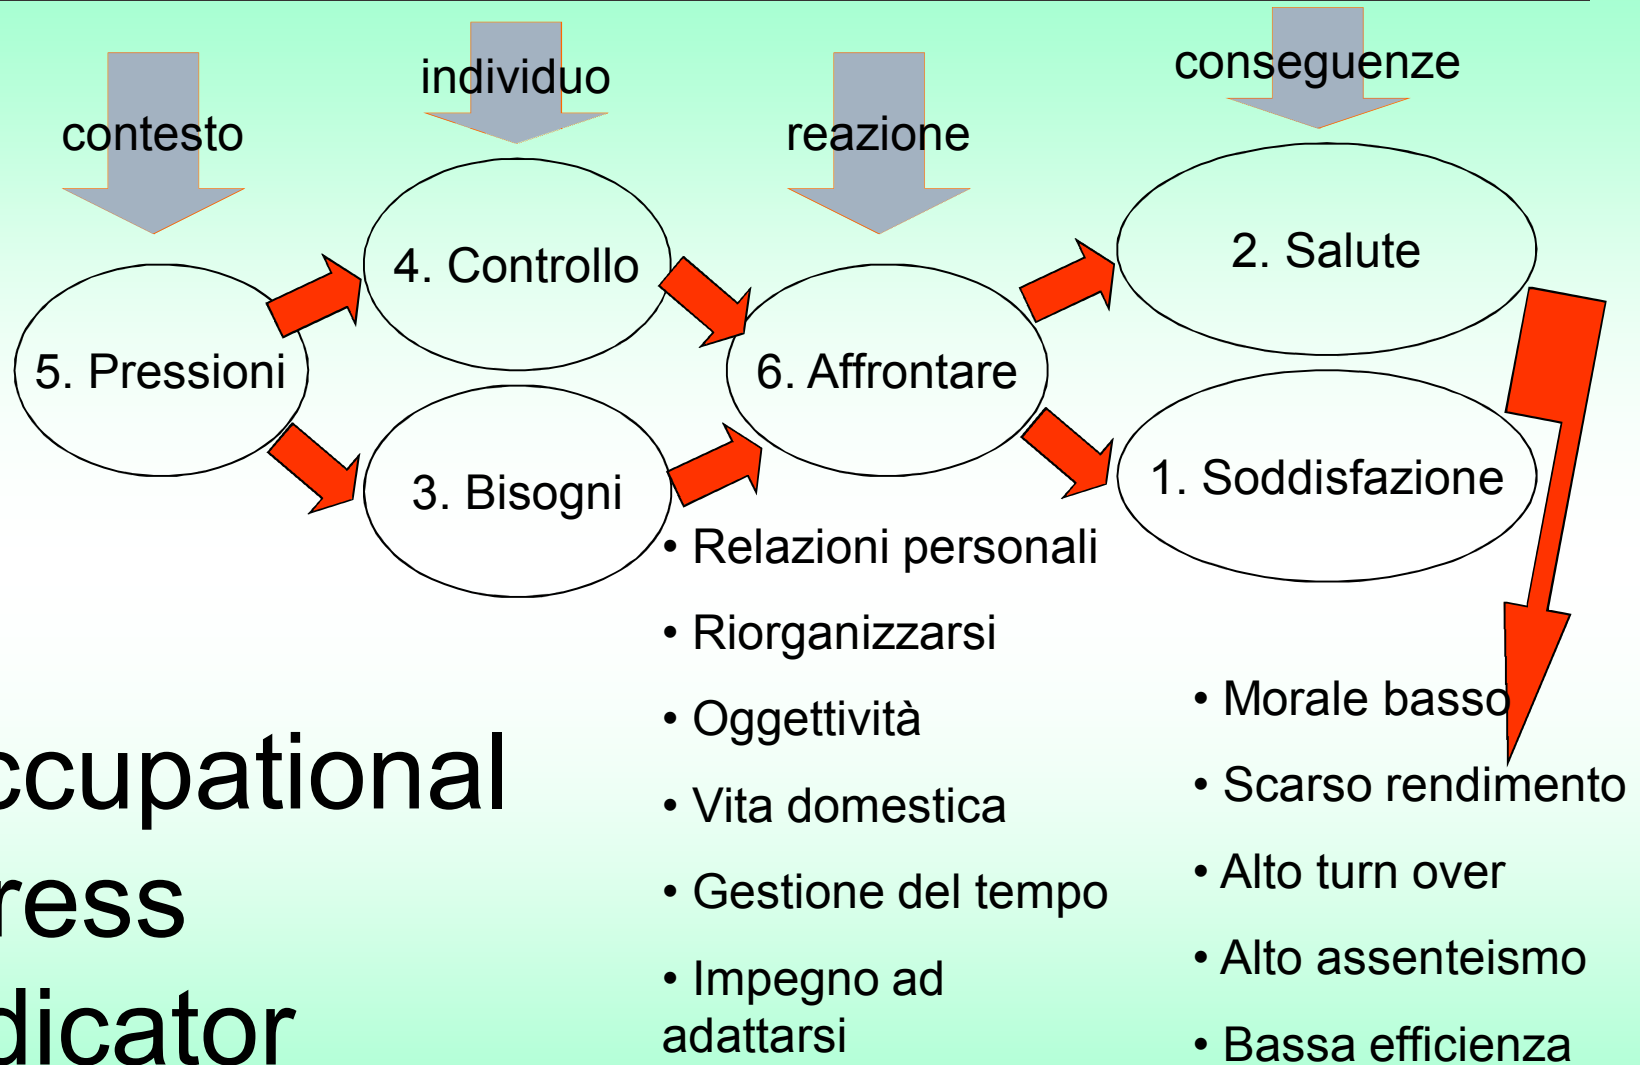 contesto
individuo
reazione
conseguenze
5. Pressioni
4. Controllo
3. Bisogni
6. Affrontare
2. Salute
1. Soddisfazione
• Relazioni personali
• Riorganizzarsi
• Oggettività
• Vita domestica
• Gestione del tempo
• Impegno ad
adattarsi
• Morale basso
• Scarso rendimento
• Alto turn over
• Alto assenteismo
• Bassa efficienza
ccupational
ress
dicator